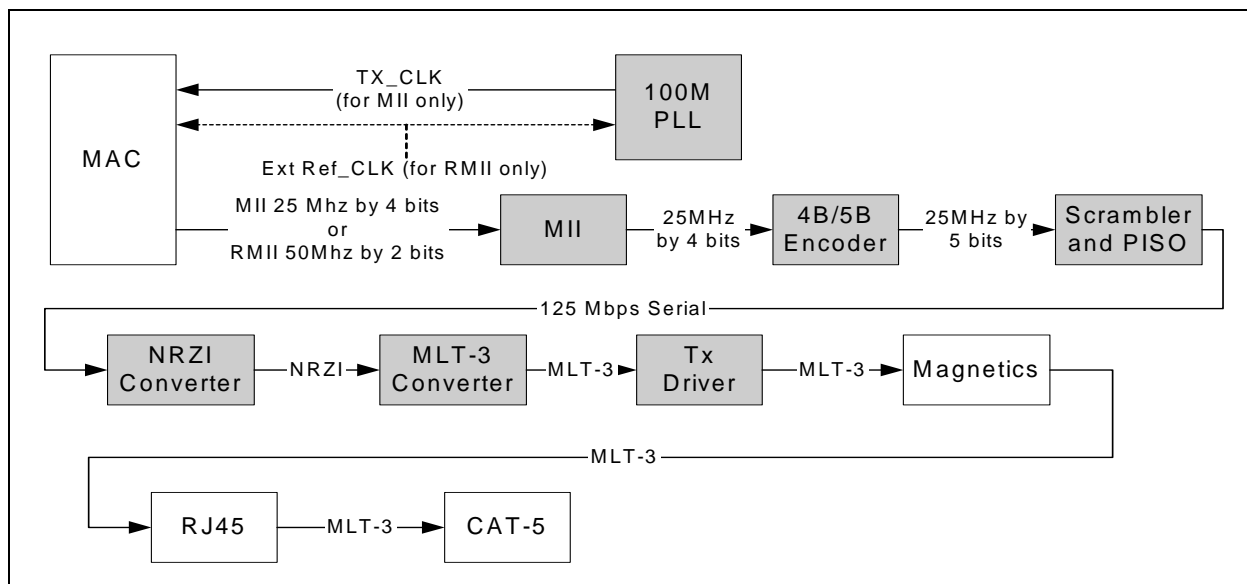 MAC
TX_CLK
(for MII only)
100M
PLL
Ext Ref_CLK (for RMII only)
MII 25 Mhz by 4 bits
or
RMII 50Mhz by 2 bits
MII
25MHz
by 4 bits
4B/5B
Encoder
25MHz by
5 bits
Scrambler
and PISO
125 Mbps Serial
NRZI
Converter
NRZI
MLT-3
Converter
MLT-3
Tx
Driver
MLT-3
Magnetics
MLT-3
RJ45
MLT-3
CAT-5